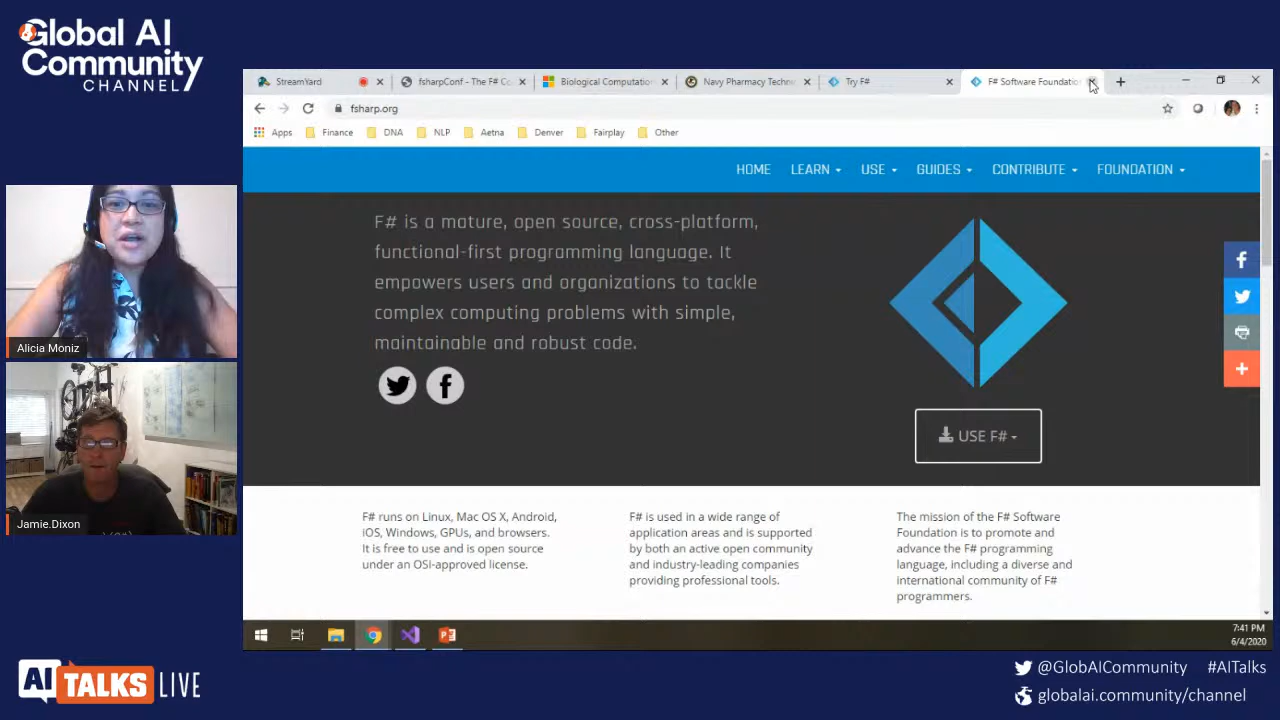 Global AI
Community
CHANNEL
StreamYard
fsharpConf - The F# Co
Biological Computation
Navy Pharmacy Techni
Try F#
F# Software Foundation
fsharp.org
Apps
Finance
DNA
NLP
Aetna
Denver
Fairplay
Other
HOME
LEARN
USE
GUIDES
CONTRIBUTE
FOUNDATION
F# is a mature, open source, cross-platform,
functional-first programming language. It
empowers users and organizations to tackle
complex computing problems with simple,
maintainable and robust code.
USE F#
F# runs on Linux, Mac OS X, Android,
iOS, Windows, GPUs, and browsers.
It is free to use and is open source
under an OSI-approved license.
F# is used in a wide range of
application areas and is supported
by both an active open community
and industry-leading companies
providing professional tools.
The mission of the F# Software
Foundation is to promote and
advance the F# programming
language, including a diverse and
international community of F#
programmers.
Alicia Moniz
Jamie.Dixon
7:41 PM
6/4/2020
AI TALKS LIVE
@GlobAICommunity #AITalks
globalai.community/channel